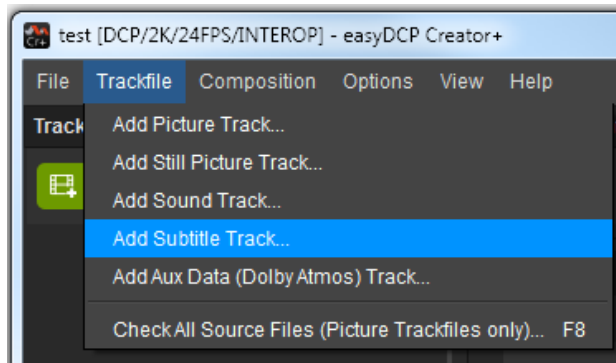 test [DCP/2K/24FPS/INTEROP] - easyDCP Creator+
File Trackfile Composition Options View Help
Track
Add Picture Track...
Add Still Picture Track...
Add Sound Track...
Add Subtitle Track...
Add Aux Data (Dolby Atmos) Track...
Check All Source Files (Picture Trackfiles only)... F8